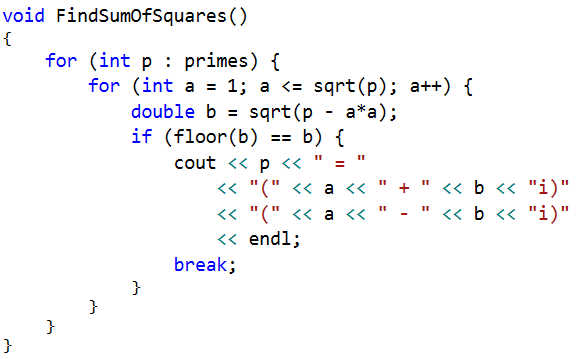 void FindSumOfSquares()
{
    for (int p : primes) {
        for (int a = 1; a <= sqrt(p); a++) {
            double b = sqrt(p - a*a);
            if (floor(b) == b) {
                cout << p << " = "
                    << "(" << a << " + " << b << "i)"
                    << "(" << a << " - " << b << "i)"
                    << endl;
                break;
            }
        }
    }
}